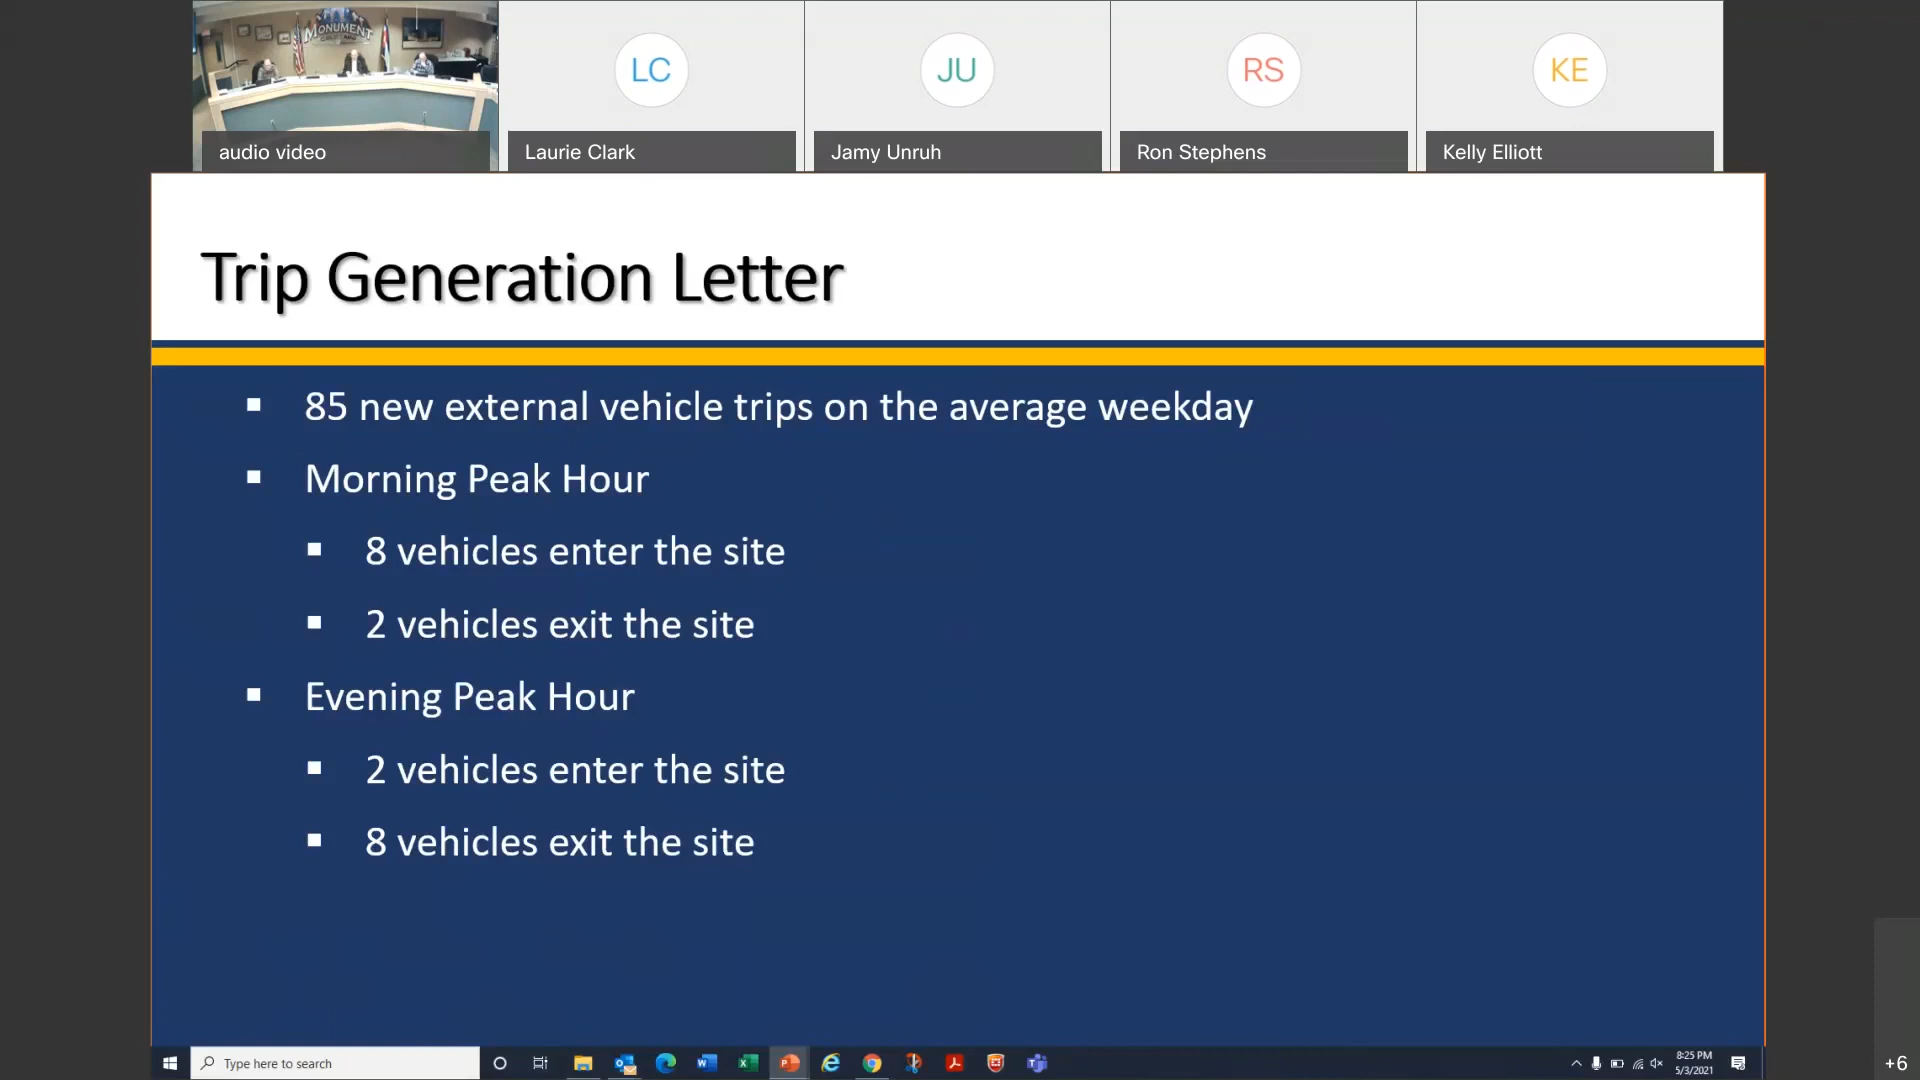 MONUMENT
LC
JU
RS
KE
audio video
Laurie Clark
Jamy Unruh
Ron Stephens
Kelly Elliott
Trip Generation Letter
85 new external vehicle trips on the average weekday
Morning Peak Hour
8 vehicles enter the site
2 vehicles exit the site
Evening Peak Hour
2 vehicles enter the site
8 vehicles exit the site
Type here to search
8:25 PM
5/3/2021
+6